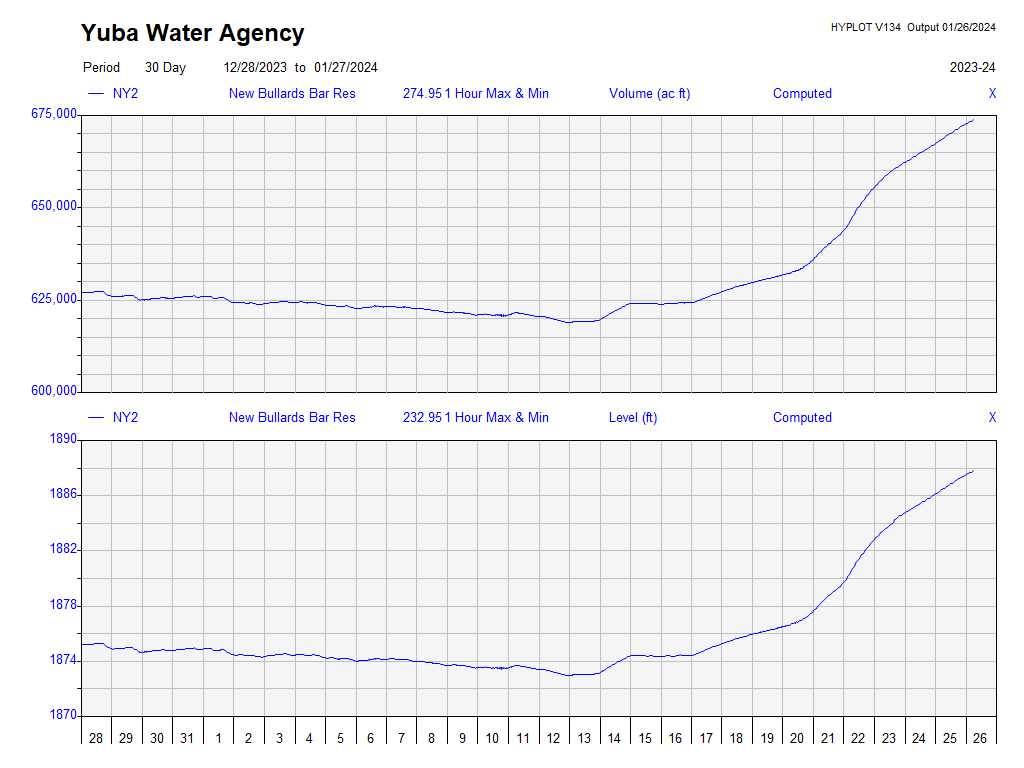 Yuba Water Agency
HYPLOT V134 Output 01/26/2024
Period 30 Day 12/28/2023 to 01/27/2024 2023-24
NY2 New Bullards Bar Res 274.95 1 Hour Max & Min Volume (ac ft) Computed X
675,000
650,000
625,000
600,000
NY2 New Bullards Bar Res 232.95 1 Hour Max & Min Level (ft) Computed X
1890
1886
1882
1878
1874
1870
28 29 30 31 1 2 3 4 5 6 7 8 9 10 11 12 13 14 15 16 17 18 19 20 21 22 23 24 25 26